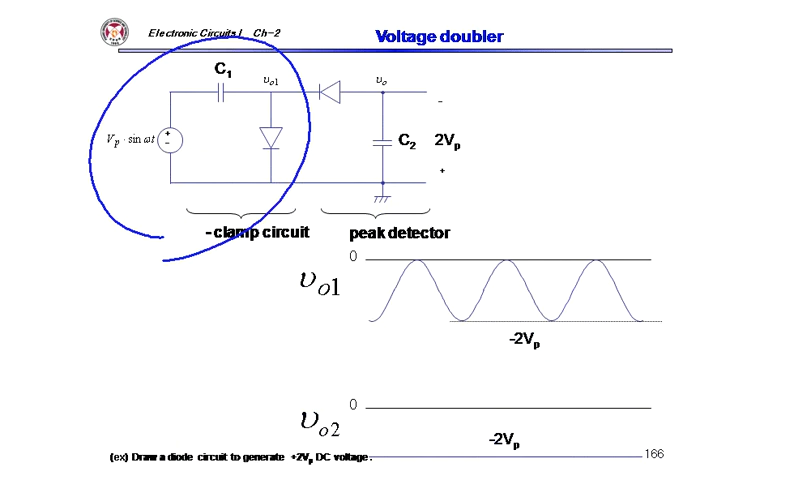 Electronic Circuits I Ch-2
Voltage doubler
C1
υo1
υo
-
Vp · sin ωt
+
-
C2
2Vp
+
- clamp circuit
peak detector
0
υo1
-2Vp
0
υo2
-2Vp
(ex) Draw a diode circuit to generate +2Vp DC voltage.
166